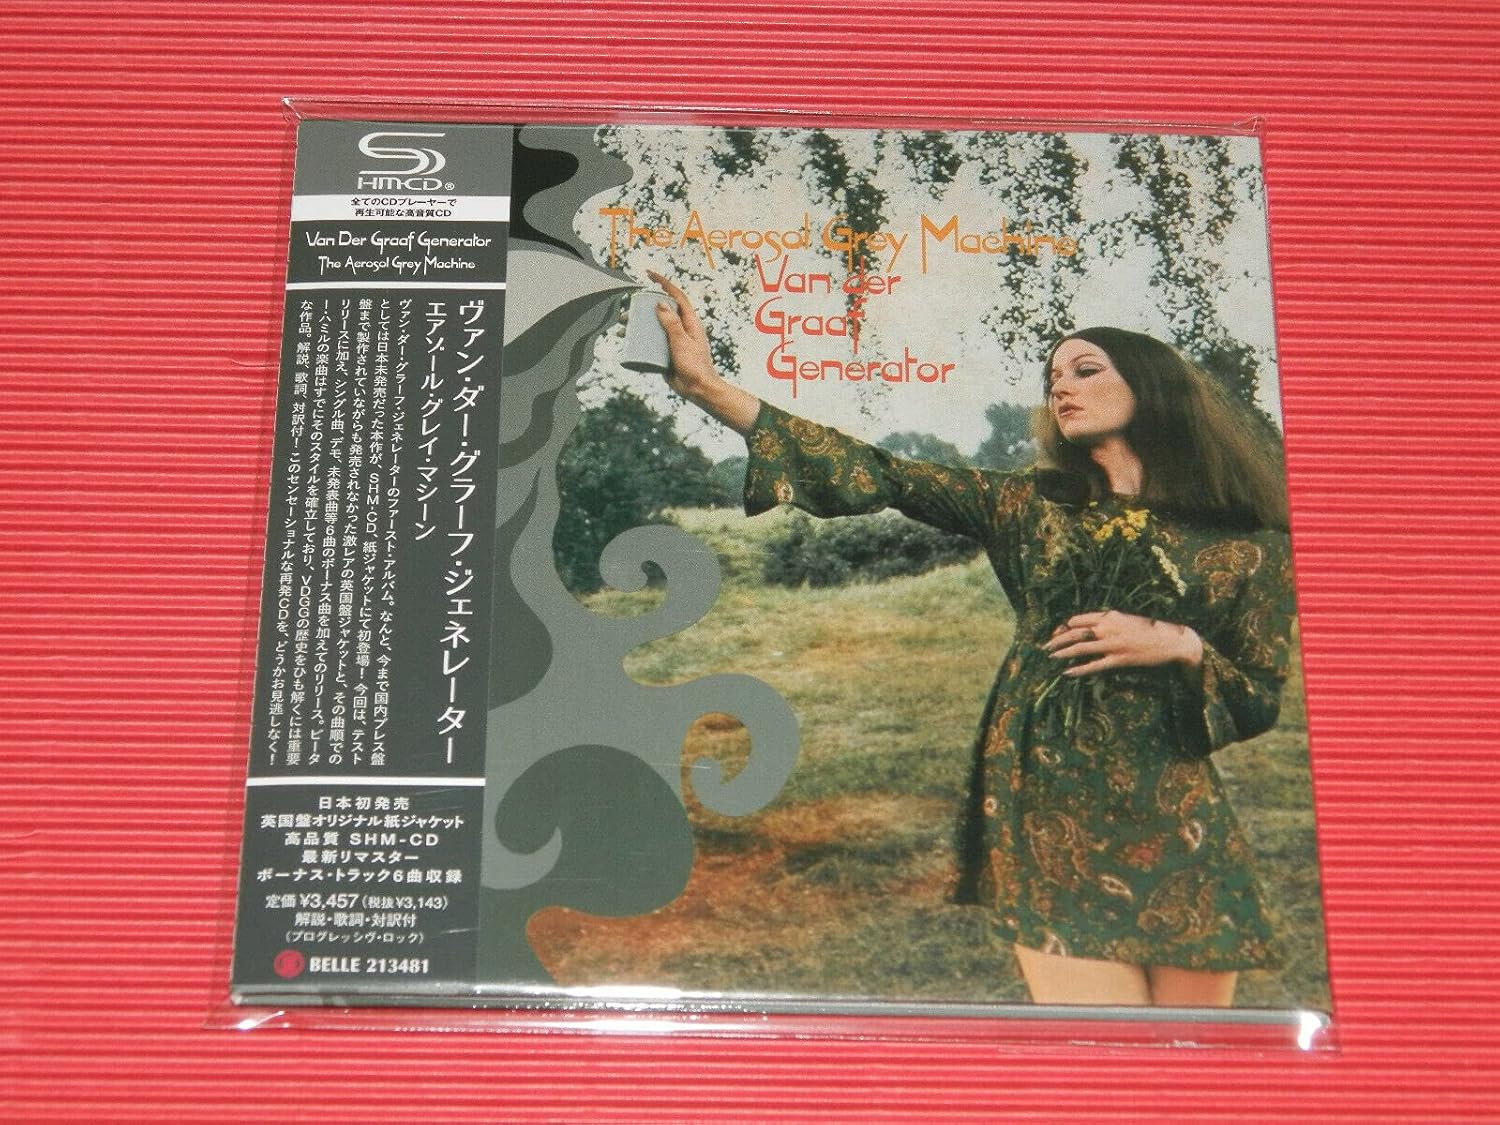 SHM-CD®
全てのCDプレーヤーで
再生可能な高音質CD
Van Der Graaf Generator
The Aerosol Grey Machine
ヴァン・ダー・グラーフ・ジェネレーター
エアゾール・グレイ・マシーン
ヴァン・ダー・グラーフ・ジェネレーターのファースト・アルバム。なんと、今まで国内プレス盤
としては日本未発売だった本作が、SHM-CD、紙ジャケットにて初登場！今回は、テスト
盤まで製作されていながらも発売されなかった激レアの英国盤ジャケットと、その曲順での
リリースに加え、シングル曲、デモ、未発表曲等6曲のボーナス曲を加えてのリリース。ピータ
ー・ハミルの楽曲はすでにそのスタイルを確立しており、VDGGの歴史をひも解くには重要
な作品。解説、歌詞、対訳付！このセンセーショナルな再発CDを、どうかお見逃しなく！
日本初発売
英国盤オリジナル紙ジャケット
高品質 SHM-CD
最新リマスター
ボーナス・トラック6曲収録
定価 ¥3,457 (税抜¥3,143)
解説・歌詞・対訳付
(プログレッシヴ・ロック)
BELLE 213481
The Aerosol Grey Machine
Van der
Graaf
Generator